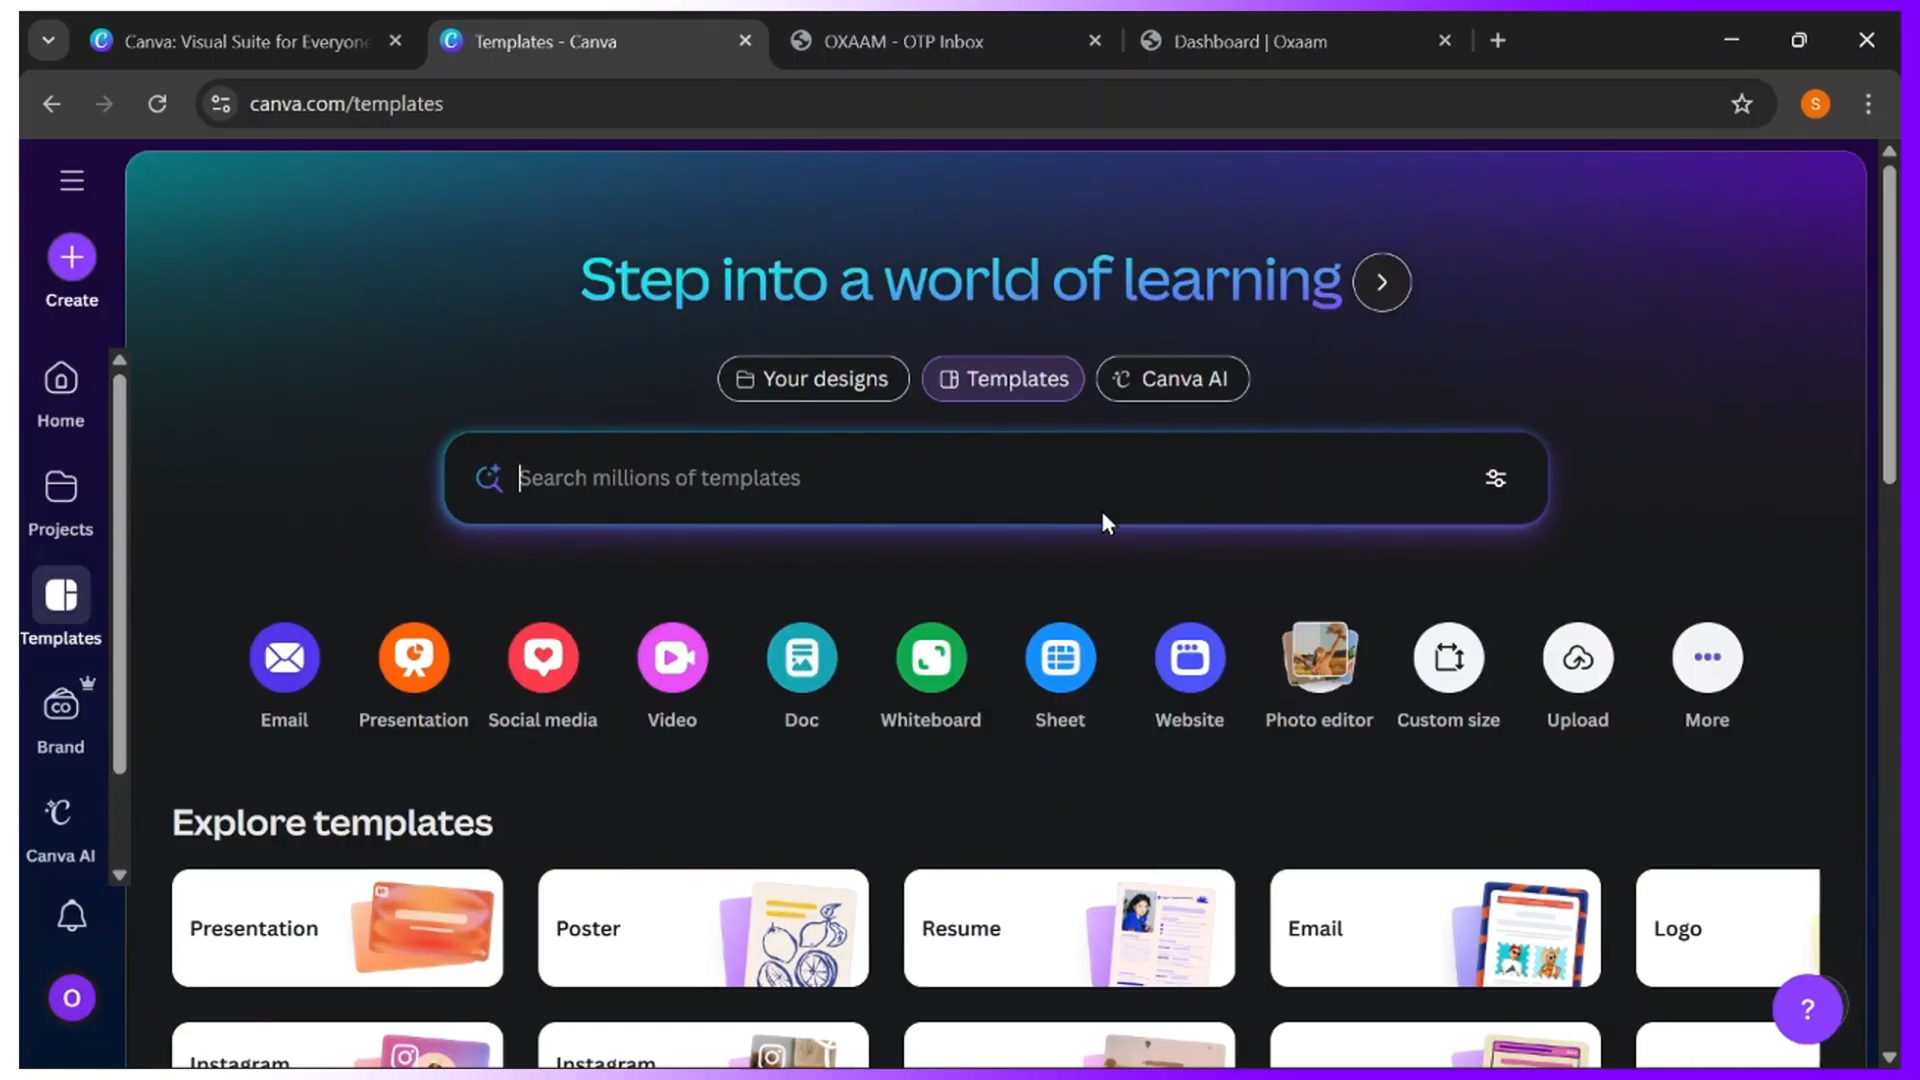 Canva: Visual Suite for Everyone
Templates - Canva
OXAAM - OTP Inbox
Dashboard | Oxaam
canva.com/templates
S
Create
Home
Projects
Templates
Brand
Canva AI
O
Step into a world of learning
Your designs
Templates
Canva AI
Search millions of templates
Email
Presentation
Social media
Video
Doc
Whiteboard
Sheet
Website
Photo editor
Custom size
Upload
More
Explore templates
Presentation
Poster
Resume
Email
Logo
Instagram
Instagram
?